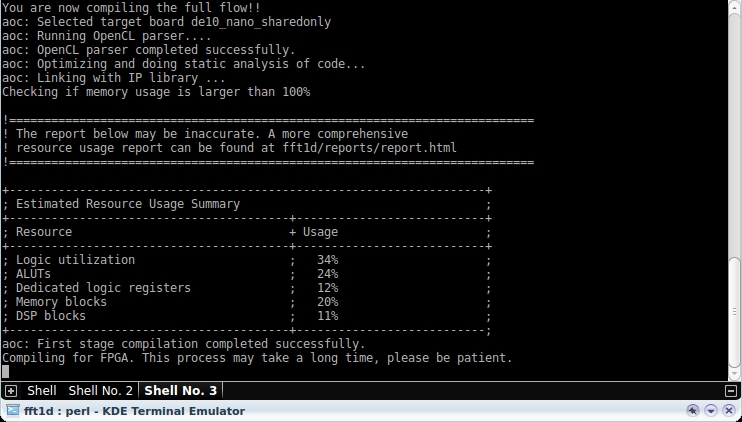 You are now compiling the full flow!!
aoc: Selected target board de10_nano_sharedonly
aoc: Running OpenCL parser....
aoc: OpenCL parser completed successfully.
aoc: Optimizing and doing static analysis of code...
aoc: Linking with IP library ...
Checking if memory usage is larger than 100%
!===========================================================================
! The report below may be inaccurate. A more comprehensive
! resource usage report can be found at fft1d/reports/report.html
!===========================================================================
+--------------------------------------------------------------------+
; Estimated Resource Usage Summary ;
+----------------------------------------+---------------------------+
; Resource + Usage ;
+----------------------------------------+---------------------------+
; Logic utilization ; 34% ;
; ALUTs ; 24% ;
; Dedicated logic registers ; 12% ;
; Memory blocks ; 20% ;
; DSP blocks ; 11% ;
+----------------------------------------+---------------------------;
aoc: First stage compilation completed successfully.
Compiling for FPGA. This process may take a long time, please be patient.
Shell Shell No. 2 Shell No. 3
fft1d : perl - KDE Terminal Emulator